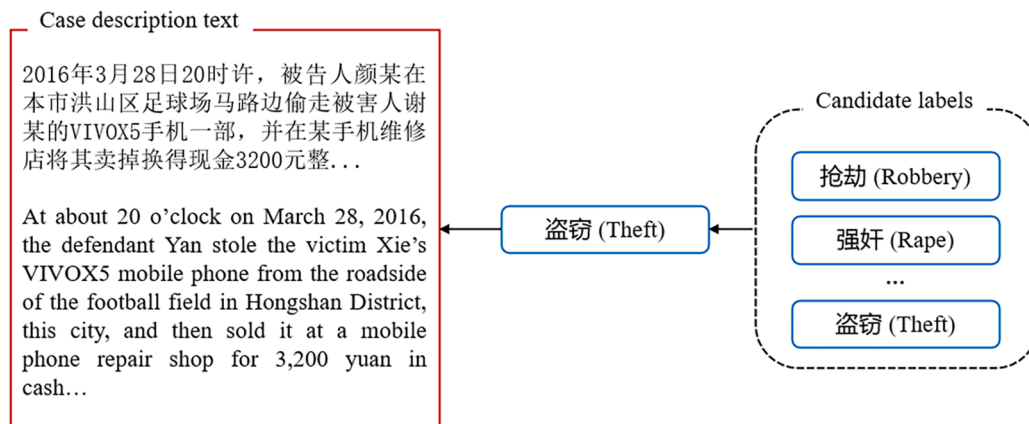 Case description text
2016年3月28日20时许，被告人颜某在
本市洪山区足球场马路边偷走被害人谢
某的VIVOX5手机一部，并在某手机维修
店将其卖掉换得现金3200元整...
At about 20 o’clock on March 28, 2016,
the defendant Yan stole the victim Xie’s
VIVOX5 mobile phone from the roadside
of the football field in Hongshan District,
this city, and then sold it at a mobile
phone repair shop for 3,200 yuan in
cash…
盗窃 (Theft)
Candidate labels
抢劫 (Robbery)
强奸 (Rape)
...
盗窃 (Theft)